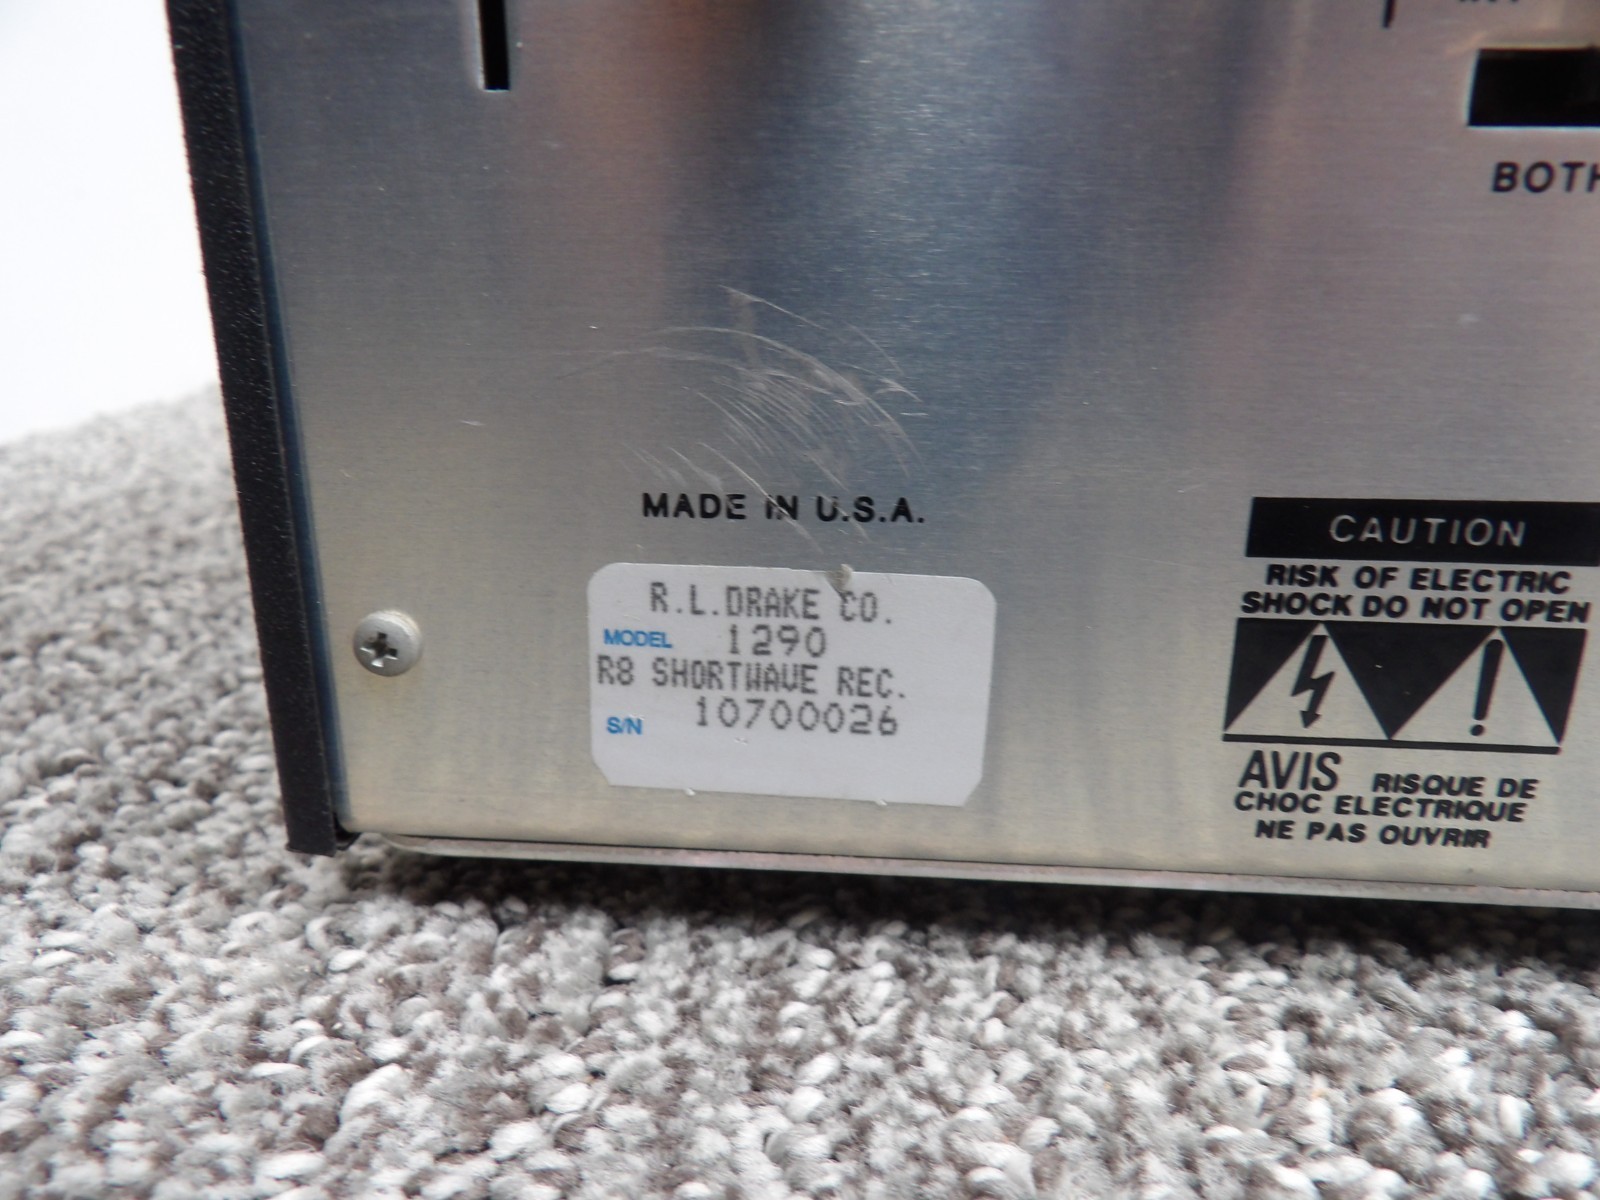 BOTH
MADE IN U.S.A.
R.L.DRAKE CO.
MODEL 1290
R8 SHORTWAVE REC.
S/N 10700026
CAUTION
RISK OF ELECTRIC
SHOCK DO NOT OPEN
AVIS RISQUE DE
CHOC ELECTRIQUE
NE PAS OUVRIR